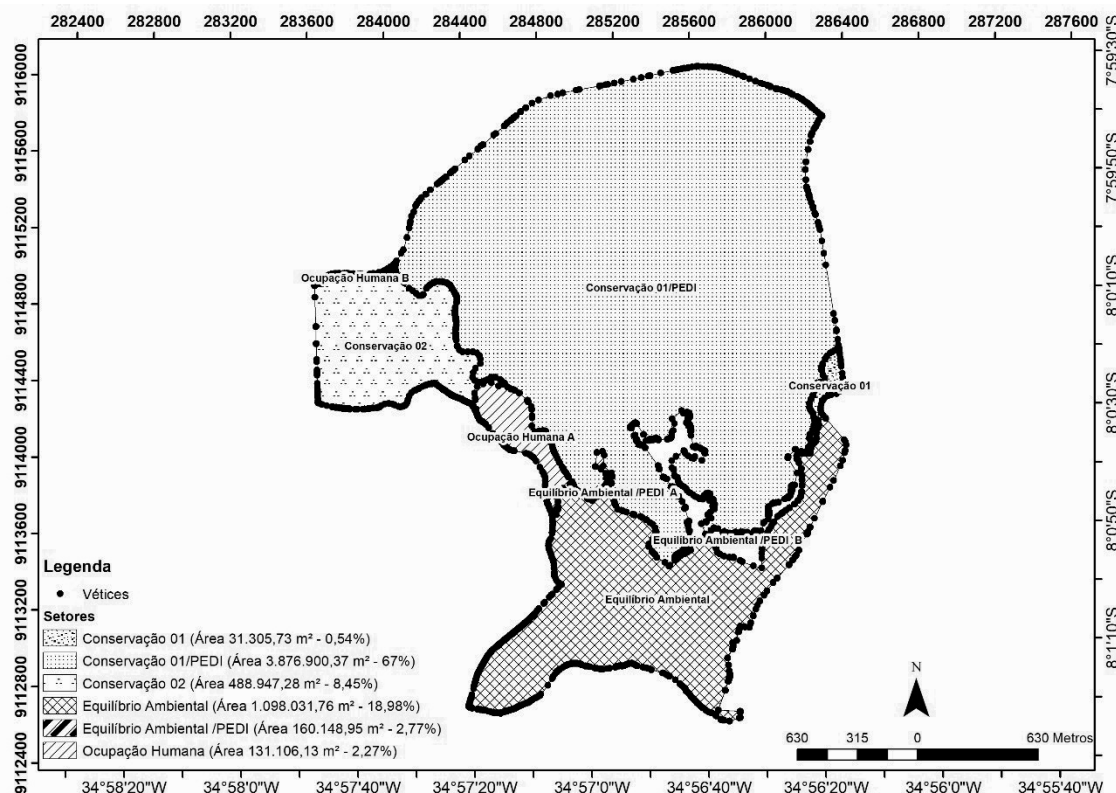 282400 282800 283200 283600 284000 284400 284800 285200 285600 286000 286400 286800 287200 287600
9116000
9115600
9115200
9114800
9114400
9114000
9113600
9113200
9112800
9112400
7°59'30"S
7°59'50"S
8°0'10"S
8°0'30"S
8°0'50"S
8°1'10"S
Ocupação Humana B
Conservação 01/PEDI
Conservação 02
Conservação 01
Ocupação Humana A
Equilíbrio Ambiental /PEDI A
Equilíbrio Ambiental /PEDI B
Equilíbrio Ambiental
Legenda
Vétices
Setores
Conservação 01 (Área 31.305,73 m² - 0,54%)
Conservação 01/PEDI (Área 3.876.900,37 m² - 67%)
Conservação 02 (Área 488.947,28 m² - 8,45%)
Equilíbrio Ambiental (Área 1.098.031,76 m² - 18,98%)
Equilíbrio Ambiental /PEDI (Área 160.148,95 m² - 2,77%)
Ocupação Humana (Área 131.106,13 m² - 2,27%)
N
630 315 0 630 Metros
34°58'20"W 34°58'0"W 34°57'40"W 34°57'20"W 34°57'0"W 34°56'40"W 34°56'20"W 34°56'0"W 34°55'40"W